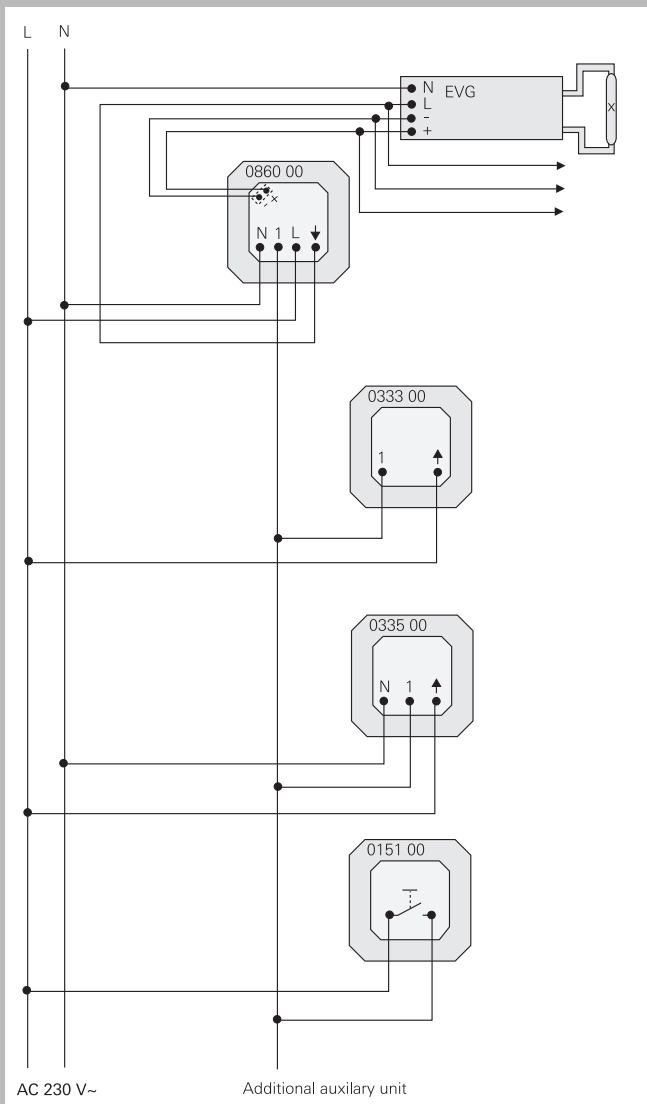 L N
N EVG
L
-
+
0860 00
N 1 L
0333 00
1
0335 00
N 1
0151 00
AC 230 V~
Additional auxilary unit